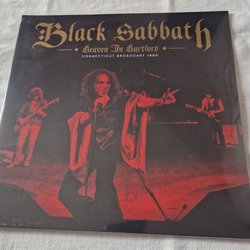 Black Sabbath
Heaven In Hartford
CONNECTICUT BROADCAST 1980